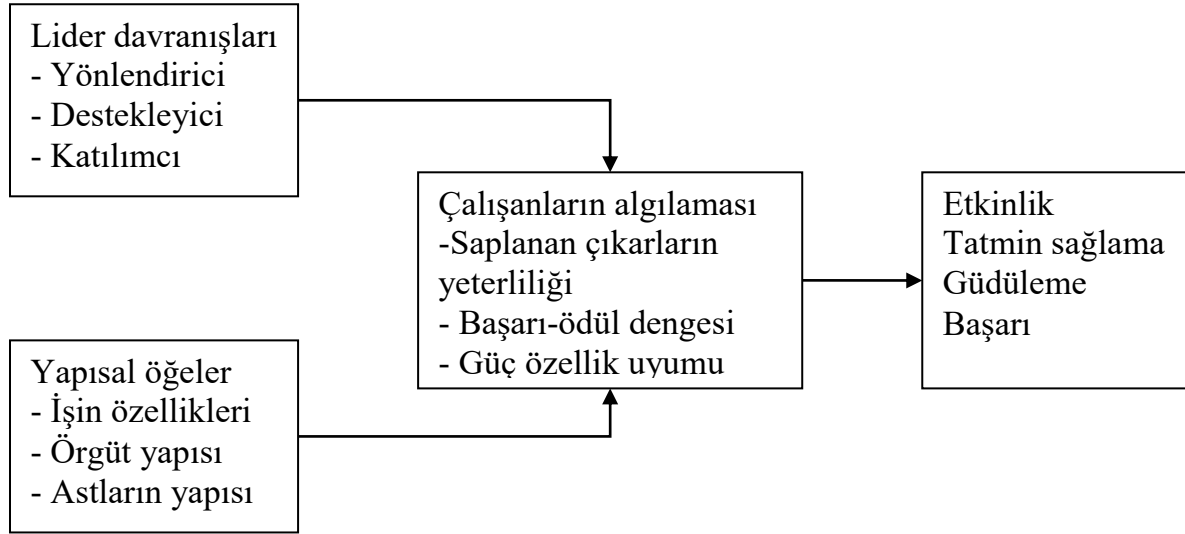 Lider davranışları
- Yönlendirici
- Destekleyici
- Katılımcı
Yapısal öğeler
- İşin özellikleri
- Örgüt yapısı
- Astların yapısı
Çalışanların algılaması
-Saplanan çıkarların
yeterliliği
- Başarı-ödül dengesi
- Güç özellik uyumu
Etkinlik
Tatmin sağlama
Güdüleme
Başarı